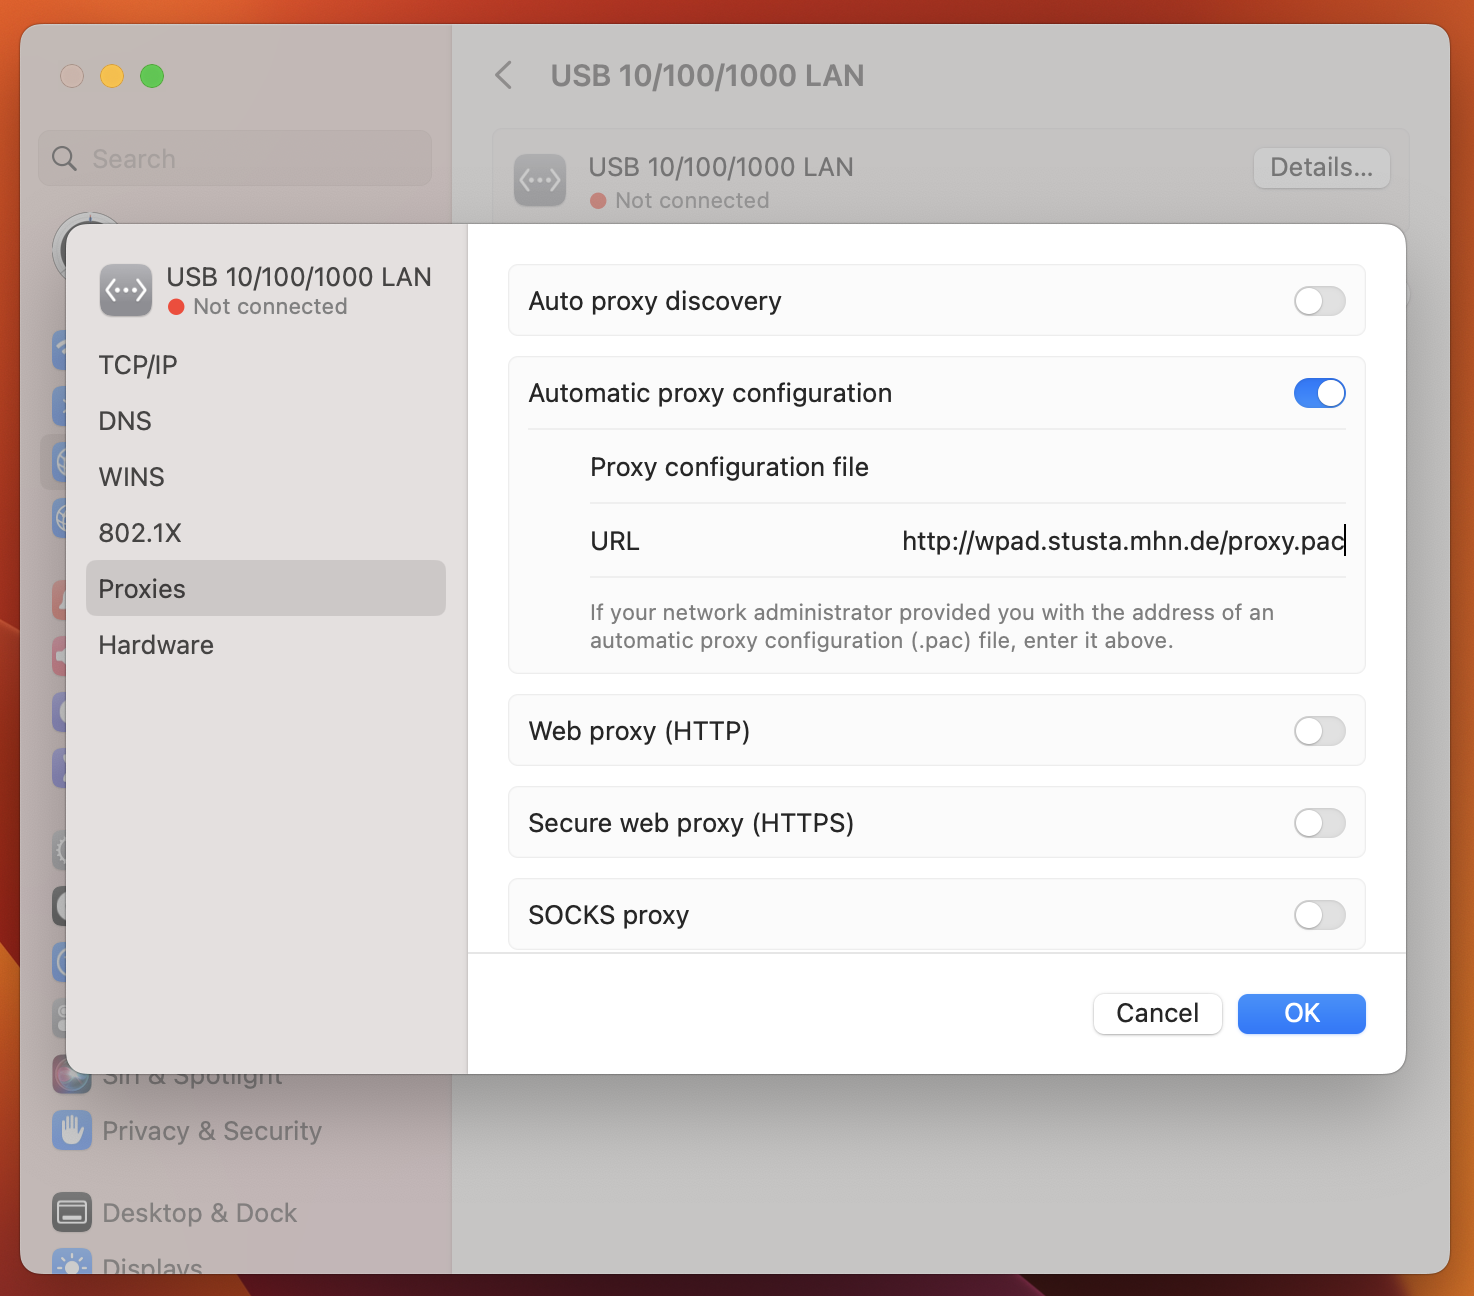 USB 10/100/1000 LAN
Search
USB 10/100/1000 LAN
Not connected
Details...
USB 10/100/1000 LAN
Not connected
TCP/IP
DNS
WINS
802.1X
Proxies
Hardware
Auto proxy discovery
Automatic proxy configuration
Proxy configuration file
URL
http://wpad.stusta.mhn.de/proxy.pac
If your network administrator provided you with the address of an
automatic proxy configuration (.pac) file, enter it above.
Web proxy (HTTP)
Secure web proxy (HTTPS)
SOCKS proxy
Cancel
OK
Siri & Spotlight
Privacy & Security
Desktop & Dock
Displays